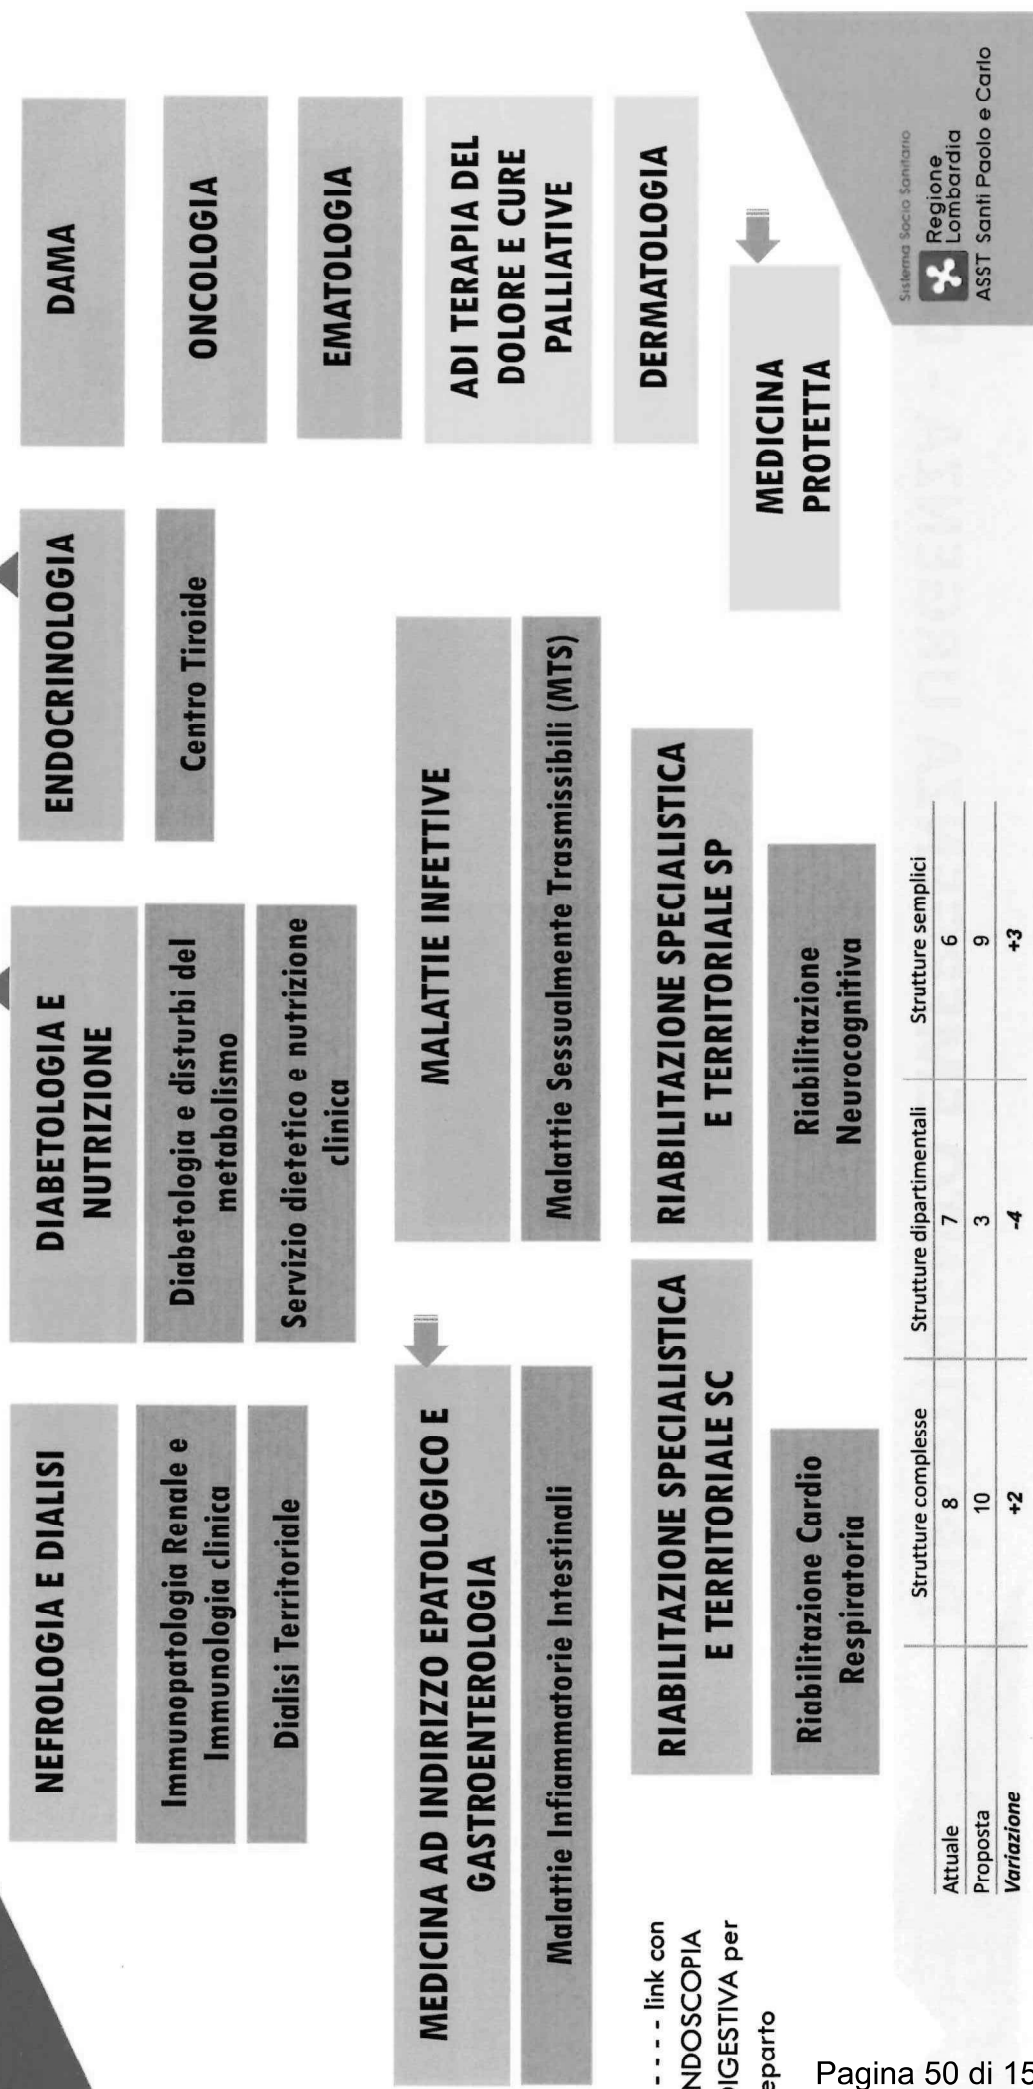 NEFROLOGIA E DIALISI
Immunopatologia Renale e
Immunologia clinica
Dialisi Territoriale
DIABETOLOGIA E
NUTRIZIONE
Diabetologia e disturbi del
metabolismo
Servizio dietetico e nutrizione
clinica
ENDOCRINOLOGIA
Centro Tiroide
DAMA
ONCOLOGIA
EMATOLOGIA
ADI TERAPIA DEL
DOLORE E CURE
PALLIATIVE
DERMATOLOGIA
MEDICINA
PROTETTA
MEDICINA AD INDIRIZZO EPATOLOGICO E
GASTROENTEROLOGIA
Malattie Infiammatorie Intestinali
MALATTIE INFETTIVE
Malattie Sessualmente Trasmissibili (MTS)
RIABILITAZIONE SPECIALISTICA
E TERRITORIALE SC
Riabilitazione Cardio
Respiratoria
RIABILITAZIONE SPECIALISTICA
E TERRITORIALE SP
Riabilitazione
Neurocognitiva
- - - - link con
NDOSCOPIA
DIGESTIVA per
eparto
Strutture complesse Strutture dipartimentali Strutture semplici
Attuale 8 7 6
Proposta 10 3 9
Variazione +2 -4 +3
Sistema Socio Sanitario
Regione
Lombardia
ASST Santi Paolo e Carlo
Pagina 50 di 15